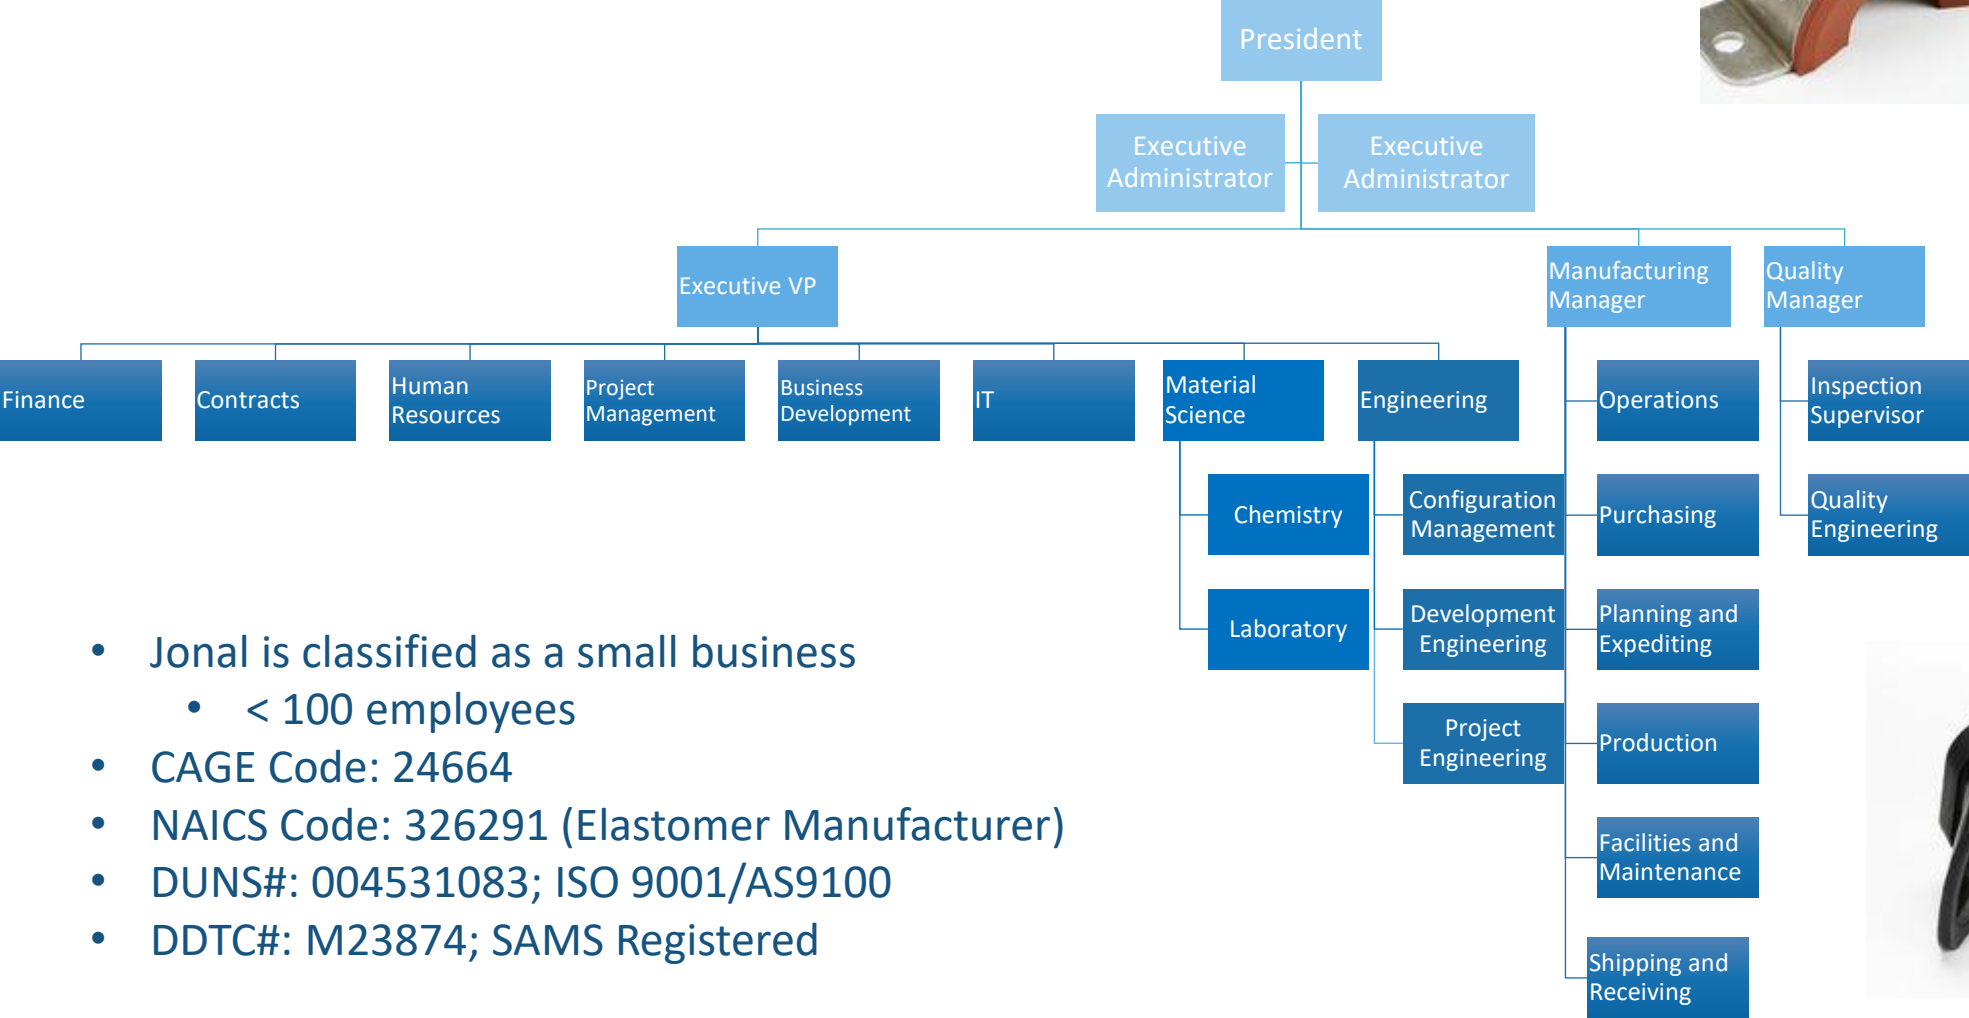 President
Executive
Administrator
Executive
Administrator
Executive VP
Manufacturing
Manager
Quality
Manager
Finance
Contracts
Human
Resources
Project
Management
Business
Development
IT
Material
Science
Engineering
Operations
Inspection
Supervisor
Chemistry
Configuration
Management
Purchasing
Quality
Engineering
Laboratory
Development
Engineering
Planning and
Expediting
Project
Engineering
Production
Facilities and
Maintenance
Shipping and
Receiving
• Jonal is classified as a small business
• < 100 employees
• CAGE Code: 24664
• NAICS Code: 326291 (Elastomer Manufacturer)
• DUNS#: 004531083; ISO 9001/AS9100
• DDTC#: M23874; SAMS Registered